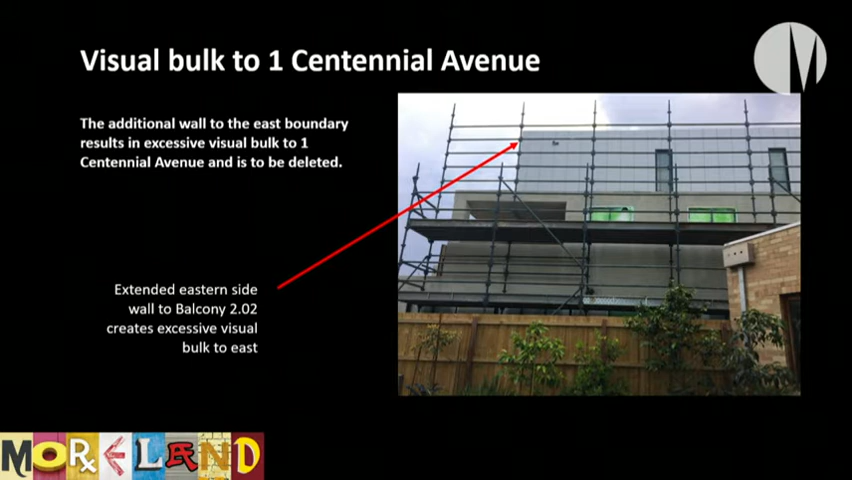 Visual bulk to 1 Centennial Avenue
The additional wall to the east boundary
results in excessive visual bulk to 1
Centennial Avenue and is to be deleted.
Extended eastern side
wall to Balcony 2.02
creates excessive visual
bulk to east
MORELAND